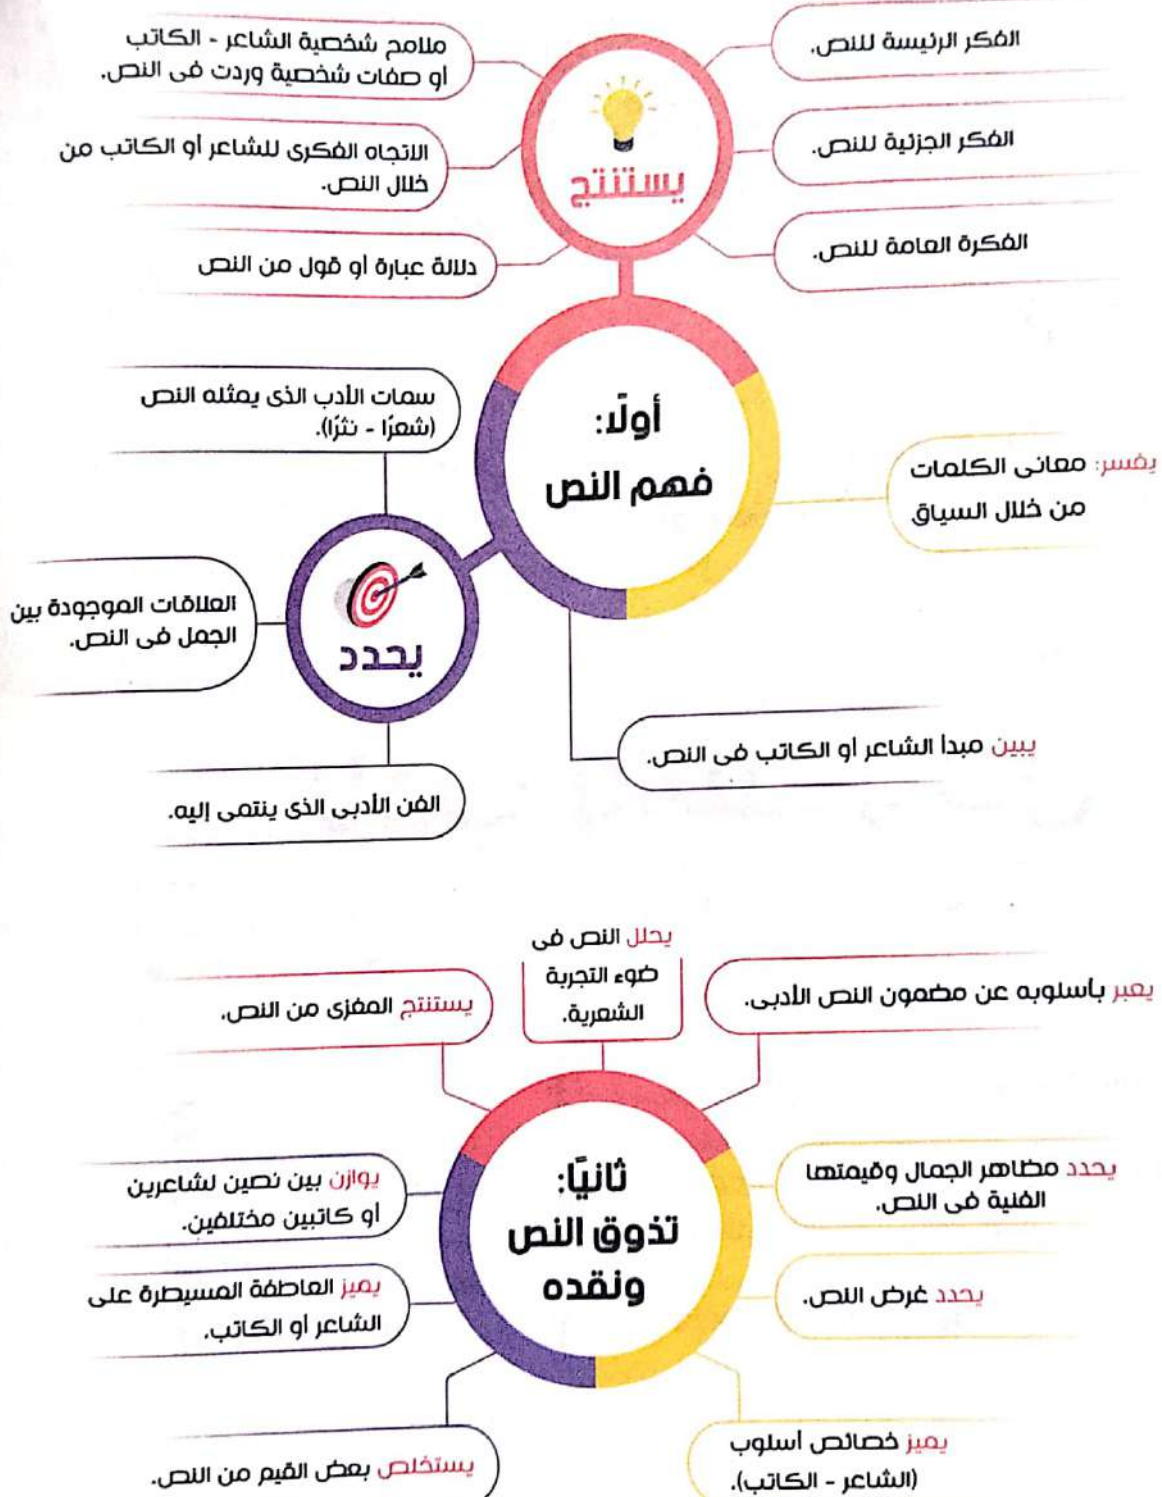 الفكر الرئيسة للنص.
الفكر الجزئية للنص.
الفكرة العامة للنص.
يستنتج
ملامح شخصية الشاعر - الكاتب
أو صفات شخصية وردت فى النص.
الاتجاه الفكرى للشاعر أو الكاتب من
خلال النص.
دلالة عبارة أو قول من النص
أولًا:
فهم النص
يفسر: معانى الكلمات
من خلال السياق
سمات الأدب الذى يمثله النص
(شعرًا - نثرًا).
يحدد
العلاقات الموجودة بين
الجمل فى النص.
الفن الأدبى الذى ينتمى إليه.
يبين مبدأ الشاعر أو الكاتب فى النص.
يعبر بأسلوبه عن مضمون النص الأدبى.
يحلل النص فى
ضوء التجربة
الشعرية.
يستنتج المغزى من النص.
ثانيًا:
تذوق النص
ونقده
يحدد مظاهر الجمال وقيمتها
الفنية فى النص.
يحدد غرض النص.
يميز خصائص أسلوب
(الشاعر - الكاتب).
يوازن بين نصين لشاعرين
أو كاتبين مختلفين.
يميز العاطفة المسيطرة على
الشاعر أو الكاتب.
يستخلص بعض القيم من النص.